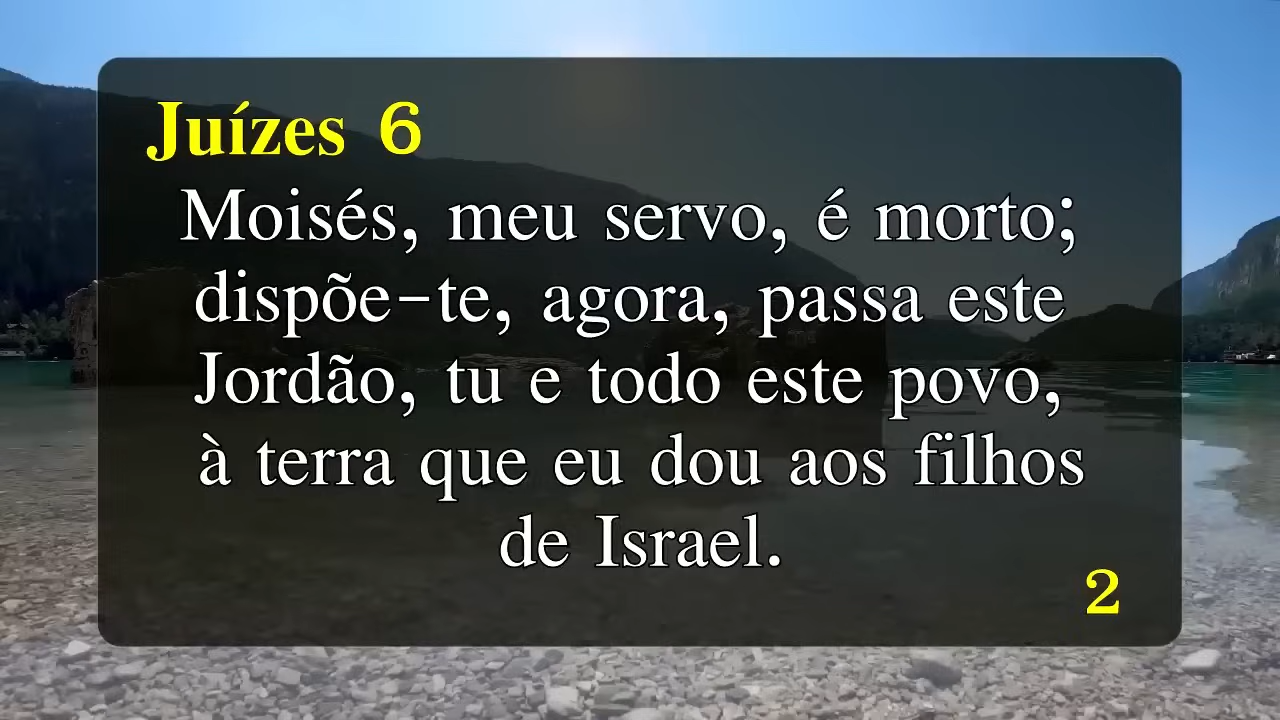 Juízes 6
Moisés, meu servo, é morto;
dispõe-te, agora, passa este
Jordão, tu e todo este povo,
à terra que eu dou aos filhos
de Israel.
2